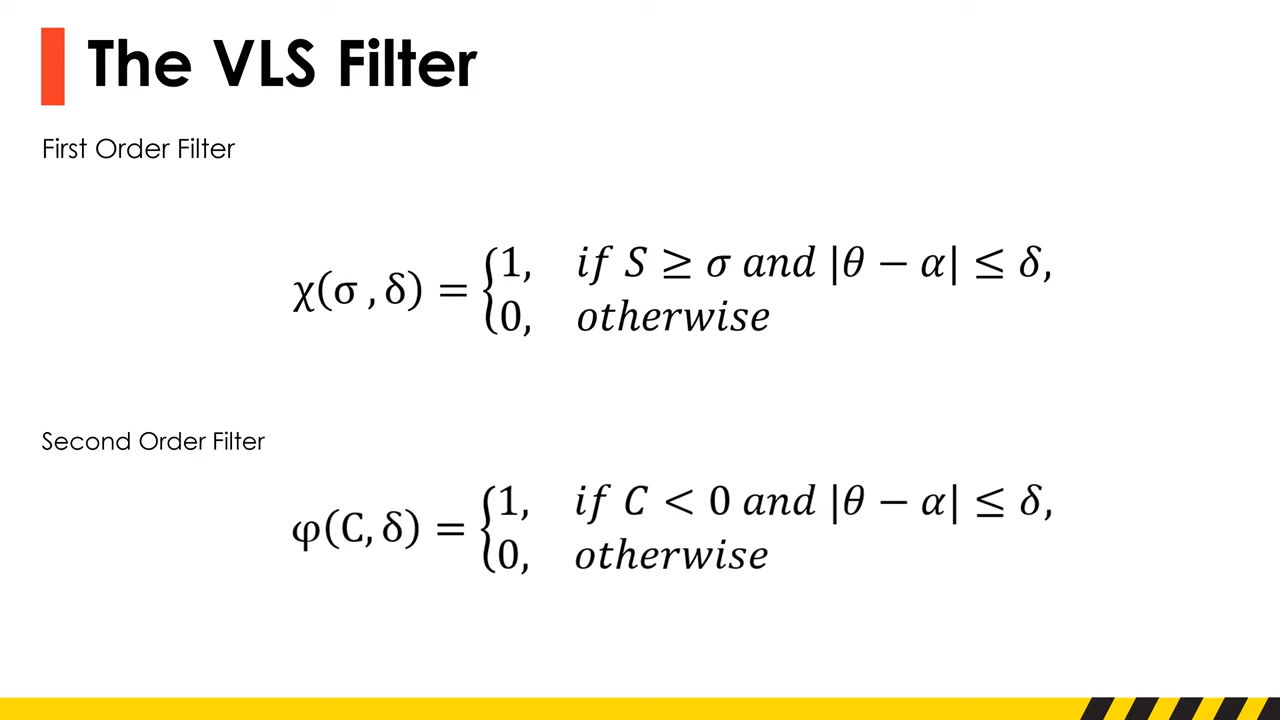 The VLS Filter
First Order Filter
χ(σ , δ) = {1, if S ≥ σ and |θ − α| ≤ δ,
0, otherwise
Second Order Filter
φ(C, δ) = {1, if C < 0 and |θ − α| ≤ δ,
0, otherwise